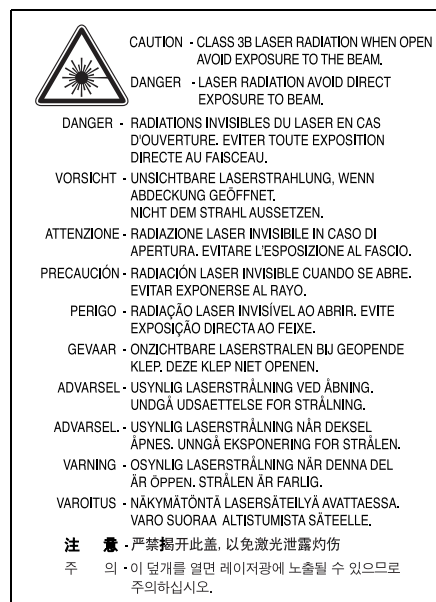 CAUTION - CLASS 3B LASER RADIATION WHEN OPEN
AVOID EXPOSURE TO THE BEAM.
DANGER - LASER RADIATION AVOID DIRECT
EXPOSURE TO BEAM.
DANGER - RADIATIONS INVISIBLES DU LASER EN CAS
D'OUVERTURE. EVITER TOUTE EXPOSITION
DIRECTE AU FAISCEAU.
VORSICHT - UNSICHTBARE LASERSTRAHLUNG, WENN
ABDECKUNG GEÖFFNET.
NICHT DEM STRAHL AUSSETZEN.
ATTENZIONE - RADIAZIONE LASER INVISIBILE IN CASO DI
APERTURA. EVITARE L'ESPOSIZIONE AL FASCIO.
PRECAUCIÓN - RADIACIÓN LASER INVISIBLE CUANDO SE ABRE.
EVITAR EXPONERSE AL RAYO.
PERIGO - RADIAÇÃO LASER INVISÍVEL AO ABRIR. EVITE
EXPOSIÇÃO DIRECTA AO FEIXE.
GEVAAR - ONZICHTBARE LASERSTRALEN BIJ GEOPENDE
KLEP. DEZE KLEP NIET OPENEN.
ADVARSEL - USYNLIG LASERSTRÅLNING VED ÅBNING.
UNDGÅ UDSAETTELSE FOR STRÅLNING.
ADVARSEL. - USYNLIG LASERSTRÅLNING NÅR DEKSEL
ÅPNES. UNNGÅ EKSPONERING FOR STRÅLEN.
VARNING - OSYNLIG LASERSTRÅLNING NÄR DENNA DEL
ÄR ÖPPEN. STRÅLEN ÄR FARLIG.
VAROITUS - NÄKYMÄTÖNTÄ LASERSÄTEILYÄ AVATTAESSA.
VARO SUORAA ALTISTUMISTA SÄTEELLE.
注 意 - 严禁揭开此盖, 以免激光泄露灼伤
주 의 - 이 덮개를 열면 레이저광에 노출될 수 있으므로
주의하십시오.